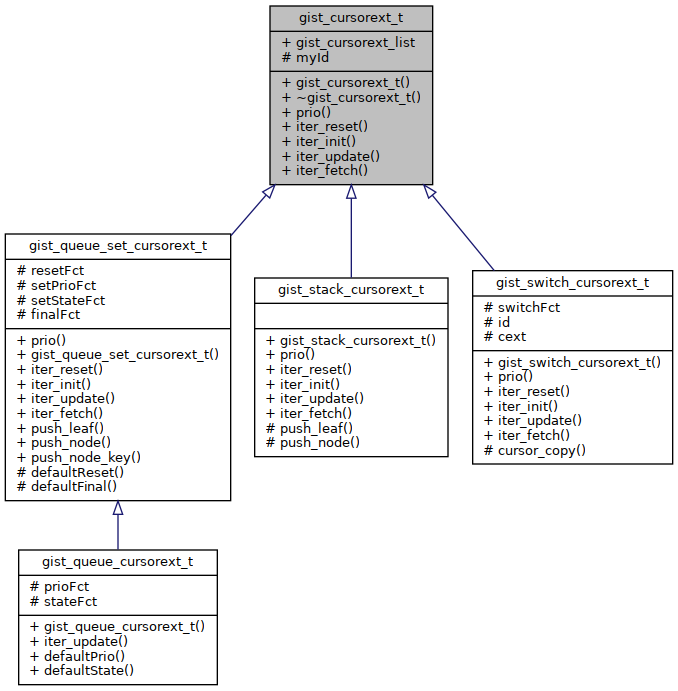 gist_cursorext_t
+ gist_cursorext_list
# myId
+ gist_cursorext_t()
+ ~gist_cursorext_t()
+ prio()
+ iter_reset()
+ iter_init()
+ iter_update()
+ iter_fetch()
gist_queue_set_cursorext_t
# resetFct
# setPrioFct
# setStateFct
# finalFct
+ prio()
+ gist_queue_set_cursorext_t()
+ iter_reset()
+ iter_init()
+ iter_update()
+ iter_fetch()
+ push_leaf()
+ push_node()
+ push_node_key()
# defaultReset()
# defaultFinal()
gist_stack_cursorext_t
+ gist_stack_cursorext_t()
+ prio()
+ iter_reset()
+ iter_init()
+ iter_update()
+ iter_fetch()
# push_leaf()
# push_node()
gist_switch_cursorext_t
# switchFct
# id
# cext
+ gist_switch_cursorext_t()
+ prio()
+ iter_reset()
+ iter_init()
+ iter_update()
+ iter_fetch()
# cursor_copy()
gist_queue_cursorext_t
# prioFct
# stateFct
+ gist_queue_cursorext_t()
+ iter_update()
+ defaultPrio()
+ defaultState()